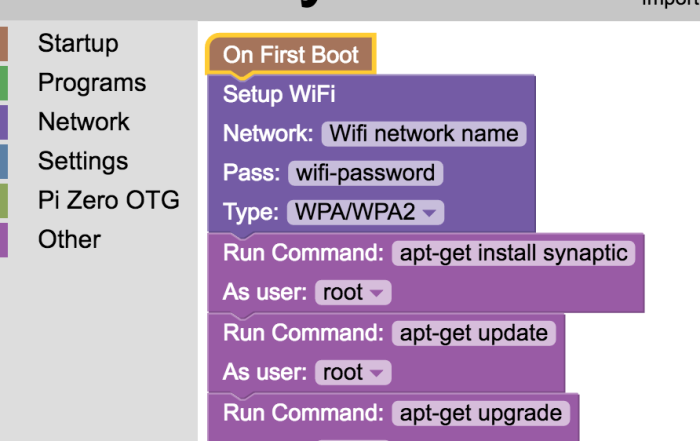 Import
Startup
Programs
Network
Settings
Pi Zero OTG
Other
On First Boot
Setup WiFi
Network: Wifi network name
Pass: wifi-password
Type: WPA/WPA2
Run Command: apt-get install synaptic
As user: root
Run Command: apt-get update
As user: root
Run Command: apt-get upgrade